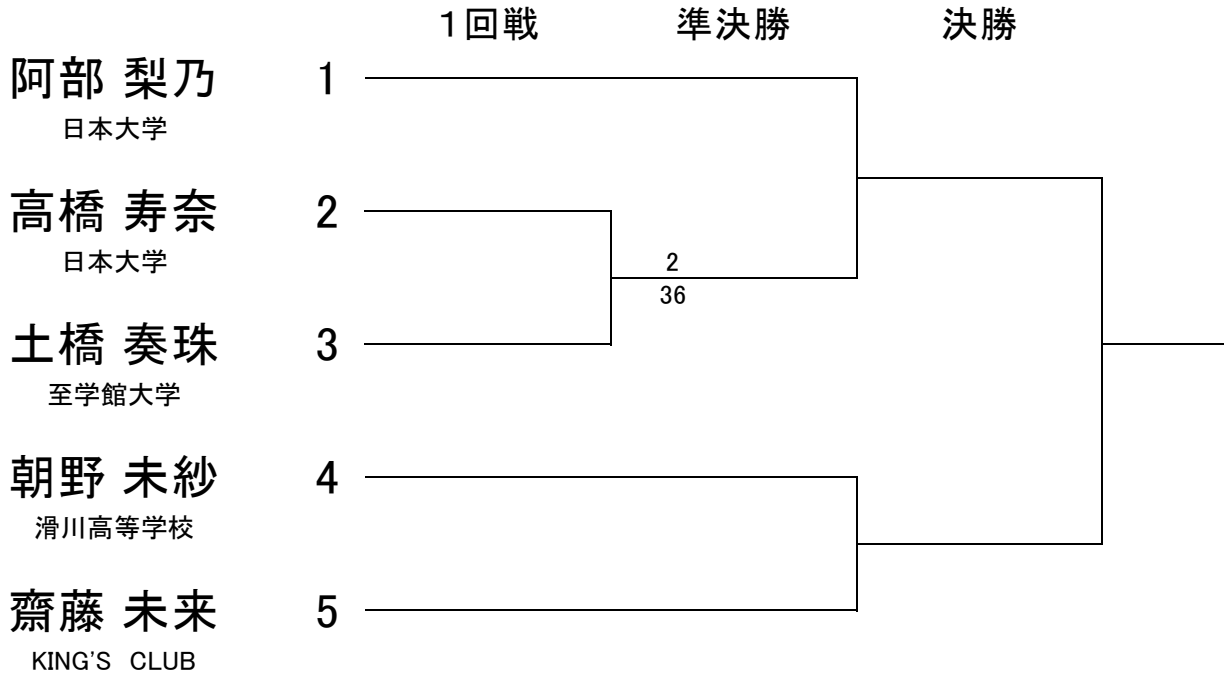 1回戦 準決勝 決勝
阿部 梨乃 1
日本大学
高橋 寿奈 2
日本大学
2
36
土橋 奏珠 3
至学館大学
朝野 未紗 4
滑川高等学校
齋藤 未来 5
KING'S CLUB